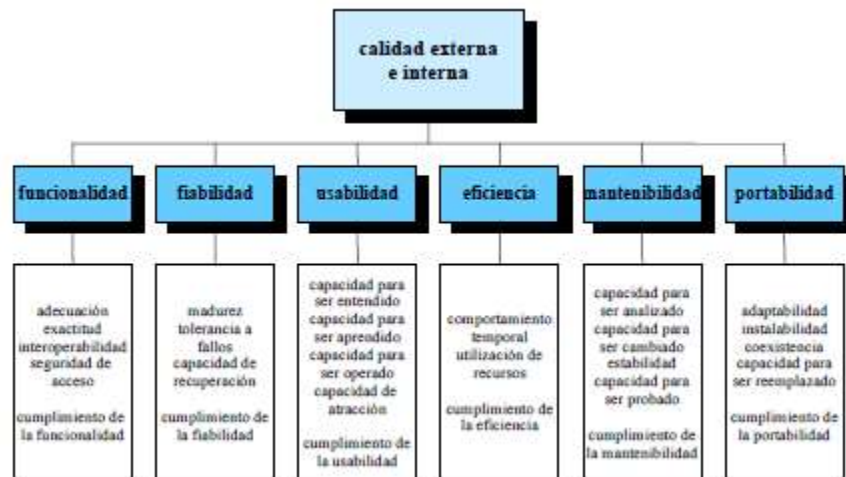 calidad externa
e interna
funcionalidad
fiabilidad
usabilidad
eficiencia
mantenibilidad
portabilidad
adecuación
exactitud
interoperabilidad
seguridad de
acceso
cumplimiento de
la funcionalidad
madurez
tolerancia a
fallos
capacidad de
recuperación
cumplimiento de
la fiabilidad
capacidad para
ser entendido
capacidad para
ser aprendido
capacidad para
ser operado
capacidad de
atracción
cumplimiento de
la usabilidad
comportamiento
temporal
utilización de
recursos
cumplimiento de
la eficiencia
capacidad para
ser analizado
capacidad para
ser cambiado
estabilidad
capacidad para
ser probado
cumplimiento de
la mantenibilidad
adaptabilidad
instalabilidad
coexistencia
capacidad para
ser reemplazado
cumplimiento de
la portabilidad